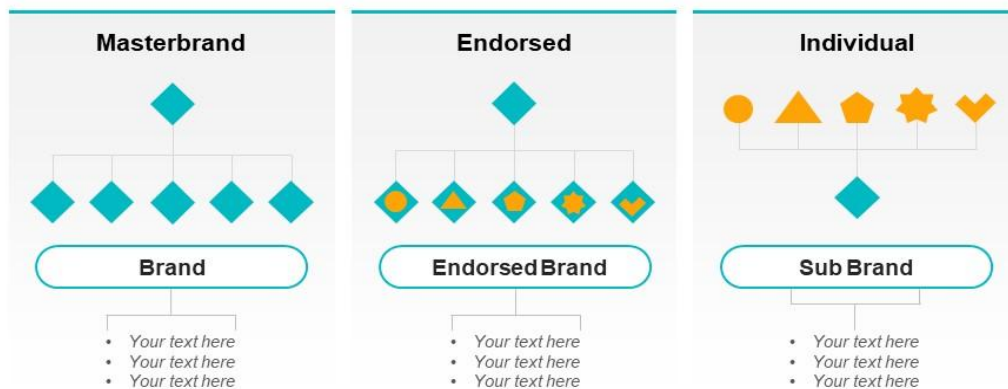 Masterbrand
Brand
• Your text here
• Your text here
• Your text here
Endorsed
Endorsed Brand
• Your text here
• Your text here
• Your text here
Individual
Sub Brand
• Your text here
• Your text here
• Your text here